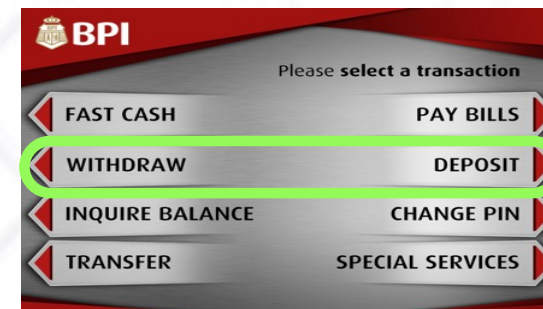 BPI
Please select a transaction
FAST CASH PAY BILLS
WITHDRAW DEPOSIT
INQUIRE BALANCE CHANGE PIN
TRANSFER SPECIAL SERVICES